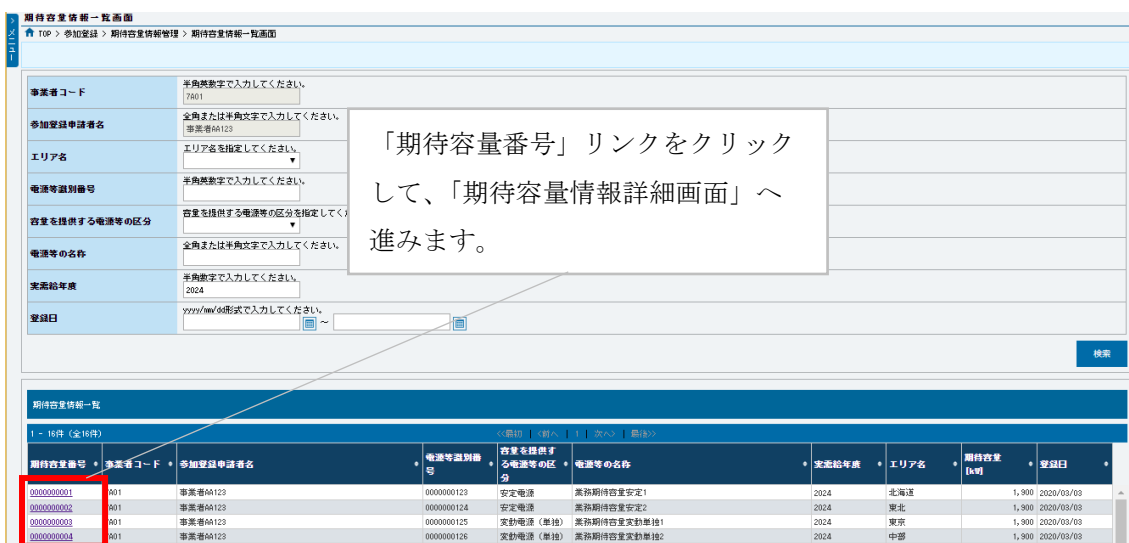 期待容量情報一覧画面
TOP > 参加登録 > 期待容量情報管理 > 期待容量情報一覧画面
>
メニュー
事業者コード
半角英数字で入力してください。
7A01
参加登録申請者名
全角または半角文字で入力してください。
事業者AA123
エリア名
エリア名を指定してください。
電源等識別番号
半角英数字で入力してください。
容量を提供する電源等の区分
容量を提供する電源等の区分を指定してくだ
電源等の名称
全角または半角文字で入力してください。
実需給年度
半角数字で入力してください。
2024
登録日
yyyy/mm/dd形式で入力してください。
~
「期待容量番号」リンクをクリック
して、「期待容量情報詳細画面」へ
進みます。
検索
期待容量情報一覧
1 - 16件 (全16件)
<<最初 | <前へ | 1 | 次へ> | 最後>>
期待容量番号 事業者コード 参加登録申請者名 電源等識別番号 容量を提供する電源等の区分 電源等の名称 実需給年度 エリア名 期待容量[kW] 登録日
0000000001 7A01 事業者AA123 0000000123 安定電源 業務期待容量安定1 2024 北海道 1,900 2020/03/03
0000000002 7A01 事業者AA123 0000000124 安定電源 業務期待容量安定2 2024 東北 1,900 2020/03/03
0000000003 7A01 事業者AA123 0000000125 変動電源（単独） 業務期待容量変動単独1 2024 東京 1,900 2020/03/03
0000000004 7A01 事業者AA123 0000000126 変動電源（単独） 業務期待容量変動単独2 2024 中部 1,900 2020/03/03